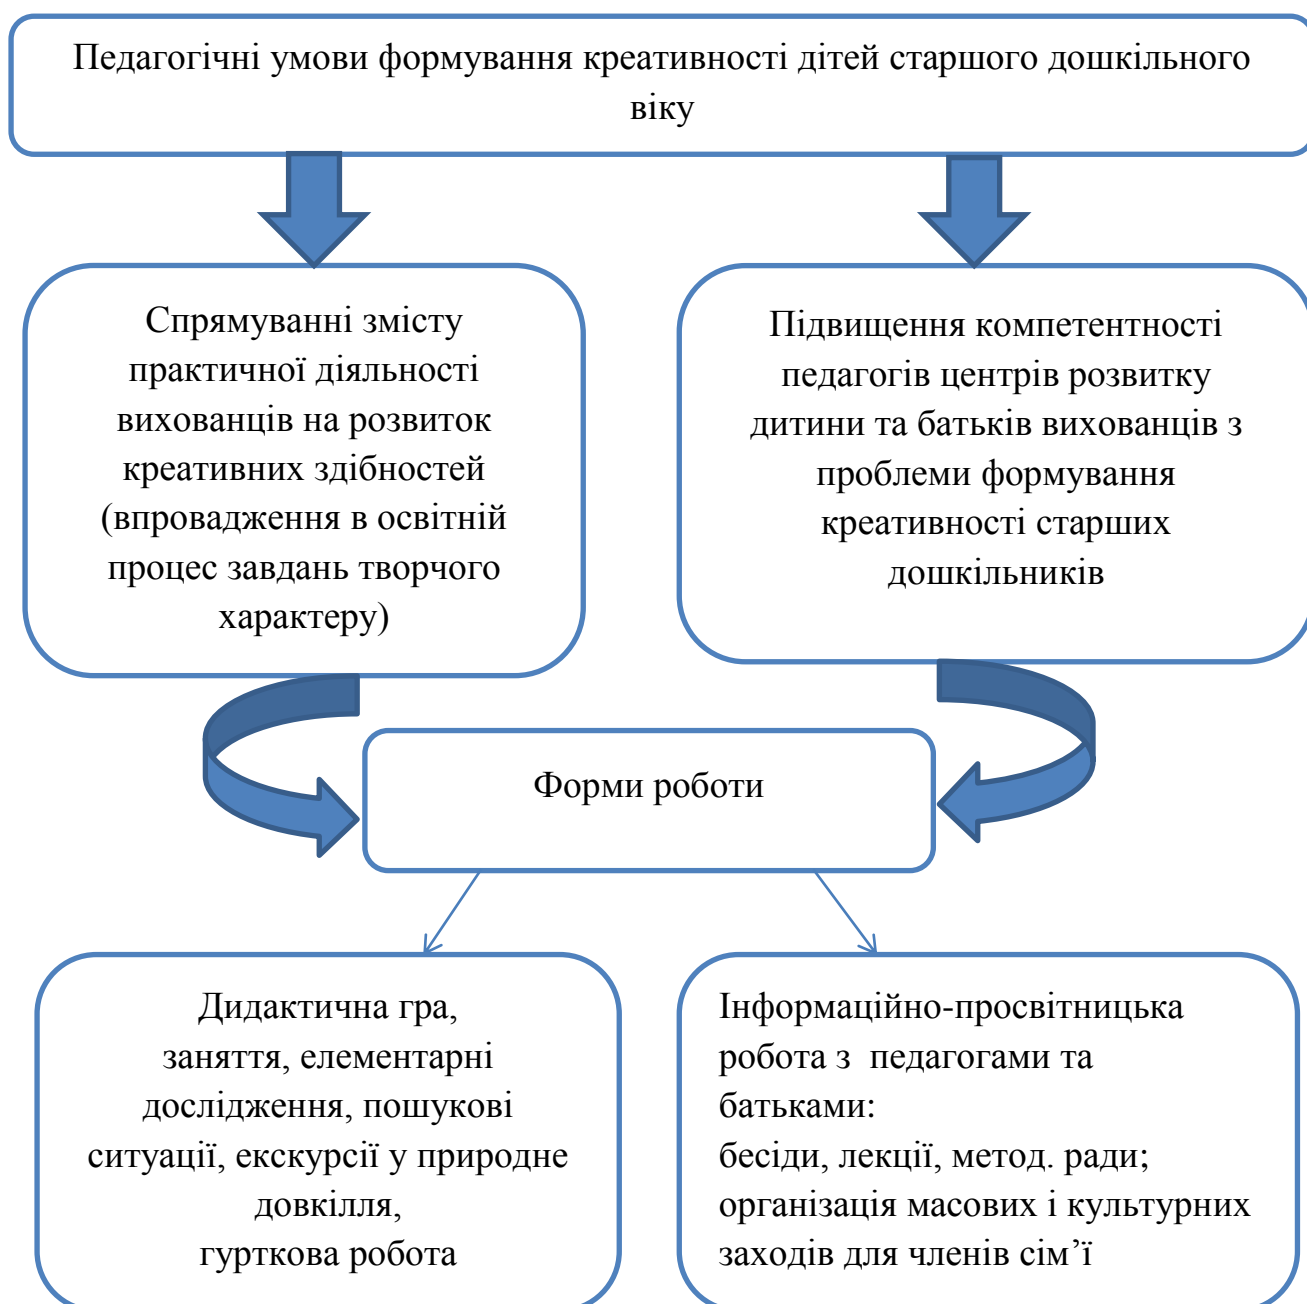 Педагогічні умови формування креативності дітей старшого дошкільного
віку
Спрямуванні змісту
практичної діяльності
вихованців на розвиток
креативних здібностей
(впровадження в освітній
процес завдань творчого
характеру)
Підвищення компетентності
педагогів центрів розвитку
дитини та батьків вихованців з
проблеми формування
креативності старших
дошкільників
Форми роботи
Дидактична гра,
заняття, елементарні
дослідження, пошукові
ситуації, екскурсії у природне
довкілля,
гурткова робота
Інформаційно-просвітницька
робота з педагогами та
батьками:
бесіди, лекції, метод. ради;
організація масових і культурних
заходів для членів сім’ї